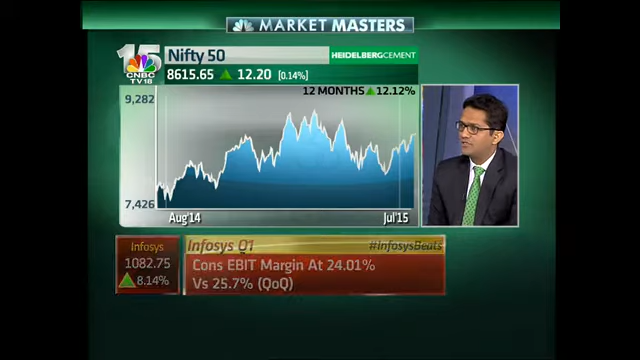 MARKET MASTERS
15
CNBC
TV18
Nifty 50
HEIDELBERGCEMENT
8615.65 12.20 [0.14%]
12 MONTHS 12.12%
9,282
7,426
Aug'14 Jul'15
Infosys
1082.75
8.14%
Infosys Q1 #InfosysBeats
Cons EBIT Margin At 24.01%
Vs 25.7% (QoQ)